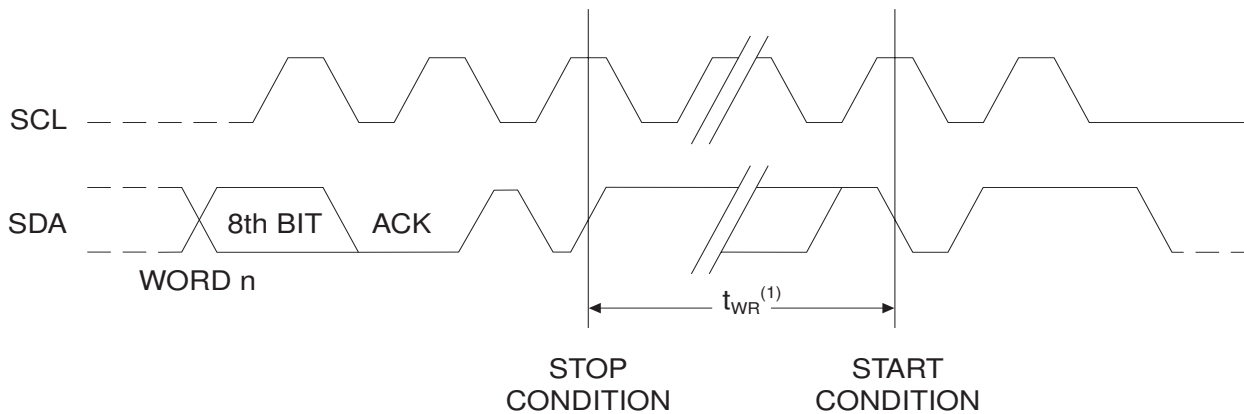 SCL
SDA
8th BIT
ACK
WORD n
tWR(1)
STOP
CONDITION
START
CONDITION